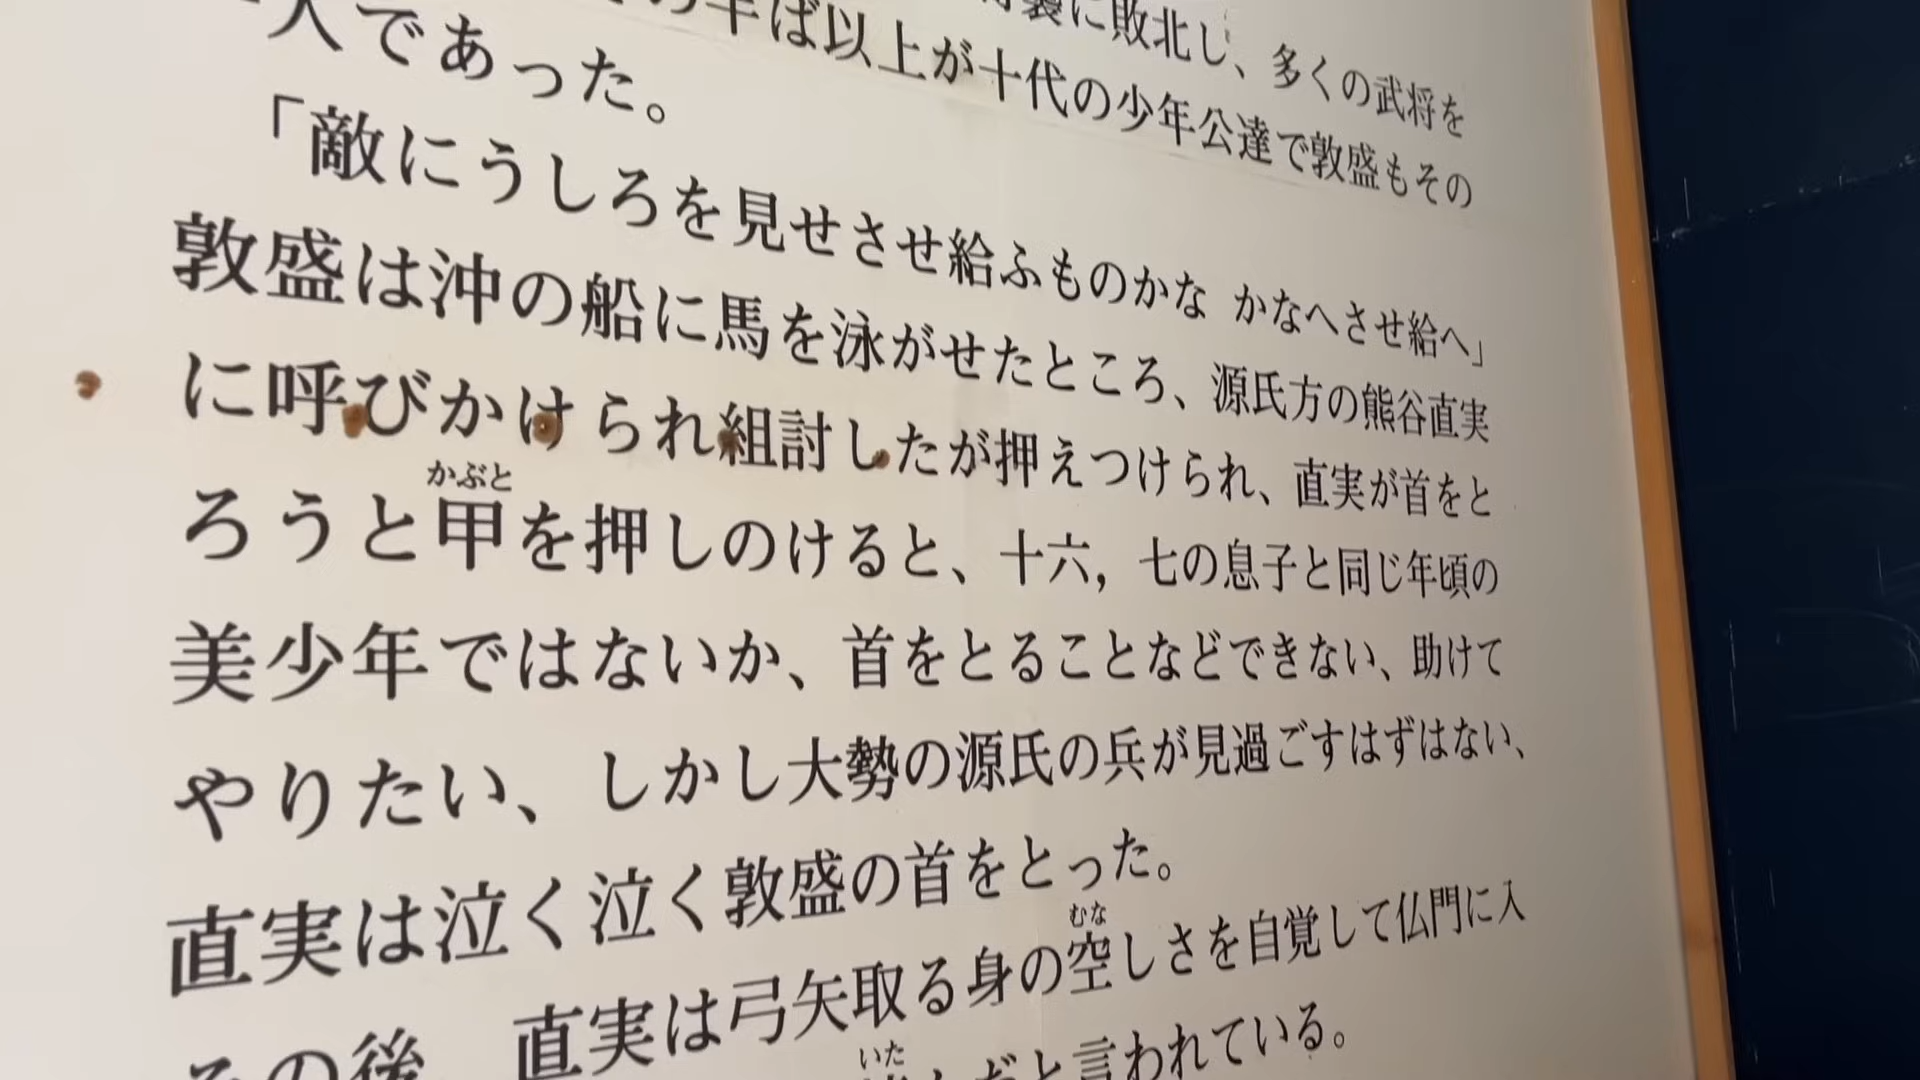 に敗北し、多くの武将を
半ば以上が十代の少年公達で敦盛もその
一人であった。
「敵にうしろを見せさせ給ふものかな かなへさせ給へ」
敦盛は沖の船に馬を泳がせたところ、源氏方の熊谷直実
に呼びかけられ組討したが押えつけられ、直実が首をと
かぶと
ろうと甲を押しのけると、十六，七の息子と同じ年頃の
美少年ではないか、首をとることなどできない、助けて
やりたい、しかし大勢の源氏の兵が見過ごすはずはない、
直実は泣く泣く敦盛の首をとった。
むな
その後、直実は弓矢取る身の空しさを自覚して仏門に入
いた
んだと言われている。